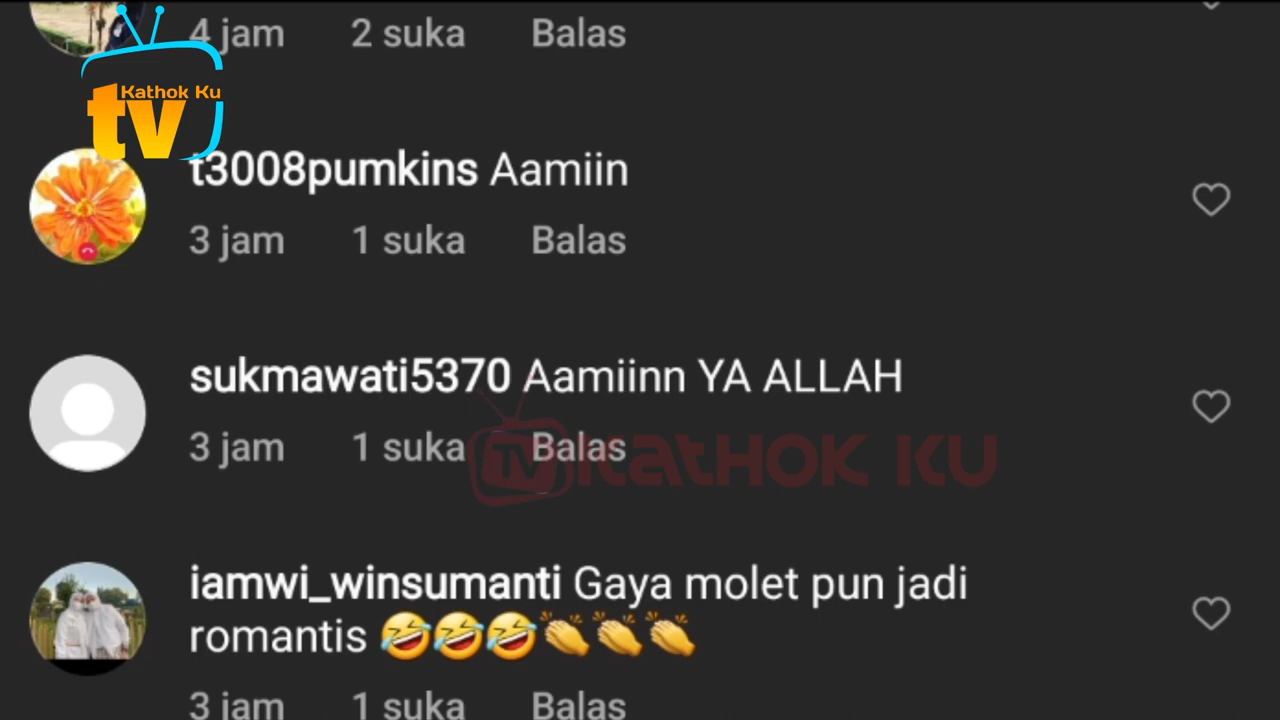 4 jam 2 suka Balas
Kathok Ku
tv
t3008pumkins Aamiin
3 jam 1 suka Balas
sukmawati5370 Aamiinn YA ALLAH
3 jam 1 suka Balas
TV KATHOK KU
iamwi_winsumanti Gaya molet pun jadi
romantis 🤣🤣🤣👏👏👏
3 jam 1 suka Balas